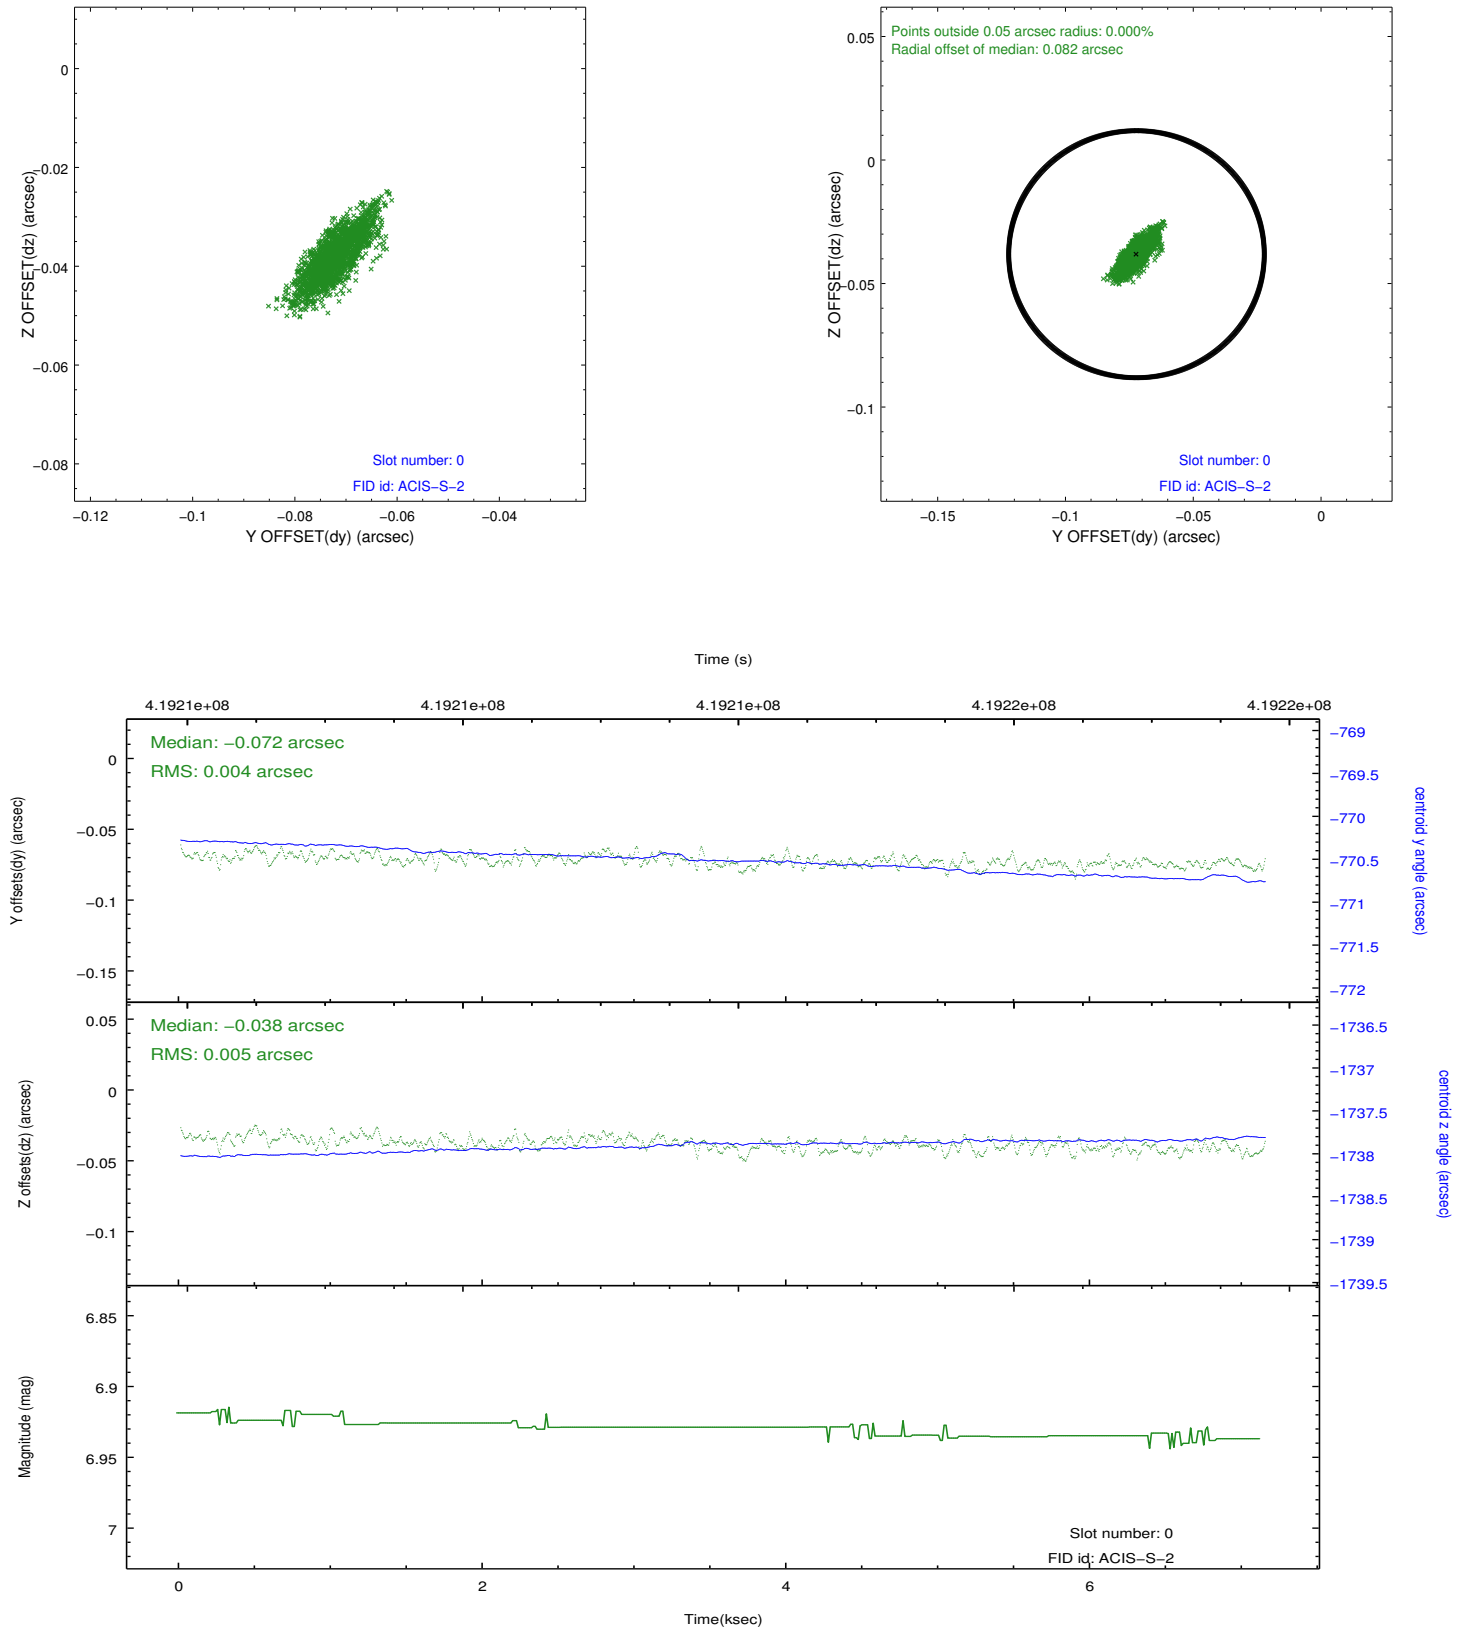 0
−0.02
−0.04
−0.06
−0.08
Z OFFSET(dz) (arcsec)
Slot number: 0
FID id: ACIS−S−2
−0.12
−0.1
−0.08
−0.06
−0.04
Y OFFSET(dy) (arcsec)
Points outside 0.05 arcsec radius: 0.000%
Radial offset of median: 0.082 arcsec
0.05
0
−0.05
−0.1
Z OFFSET(dz) (arcsec)
Slot number: 0
FID id: ACIS−S−2
−0.15
−0.1
−0.05
0
Y OFFSET(dy) (arcsec)
Time (s)
4.1921e+08
4.1921e+08
4.1921e+08
4.1922e+08
4.1922e+08
Median: −0.072 arcsec
RMS: 0.004 arcsec
0
−0.05
−0.1
−0.15
Y offsets(dy) (arcsec)
−769
−769.5
−770
−770.5
−771
−771.5
−772
centroid y angle (arcsec)
Median: −0.038 arcsec
RMS: 0.005 arcsec
0.05
0
−0.05
−0.1
Z offsets(dz) (arcsec)
−1736.5
−1737
−1737.5
−1738
−1738.5
−1739
−1739.5
centroid z angle (arcsec)
6.85
6.9
6.95
7
Magnitude (mag)
Slot number: 0
FID id: ACIS−S−2
0
2
4
6
Time(ksec)